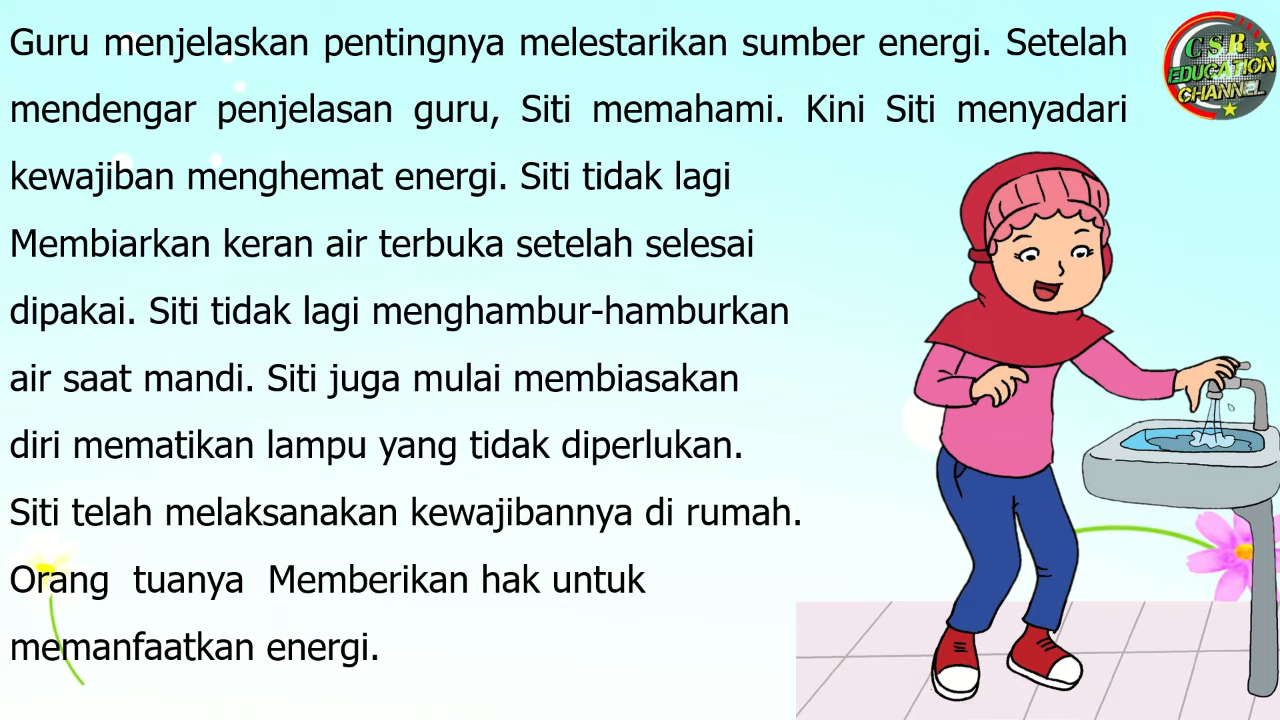 Guru menjelaskan pentingnya melestarikan sumber energi. Setelah
mendengar penjelasan guru, Siti memahami. Kini Siti menyadari
kewajiban menghemat energi. Siti tidak lagi
Membiarkan keran air terbuka setelah selesai
dipakai. Siti tidak lagi menghambur-hamburkan
air saat mandi. Siti juga mulai membiasakan
diri mematikan lampu yang tidak diperlukan.
Siti telah melaksanakan kewajibannya di rumah.
Orang tuanya Memberikan hak untuk
memanfaatkan energi.
CSR
EDUCATION
CHANNEL